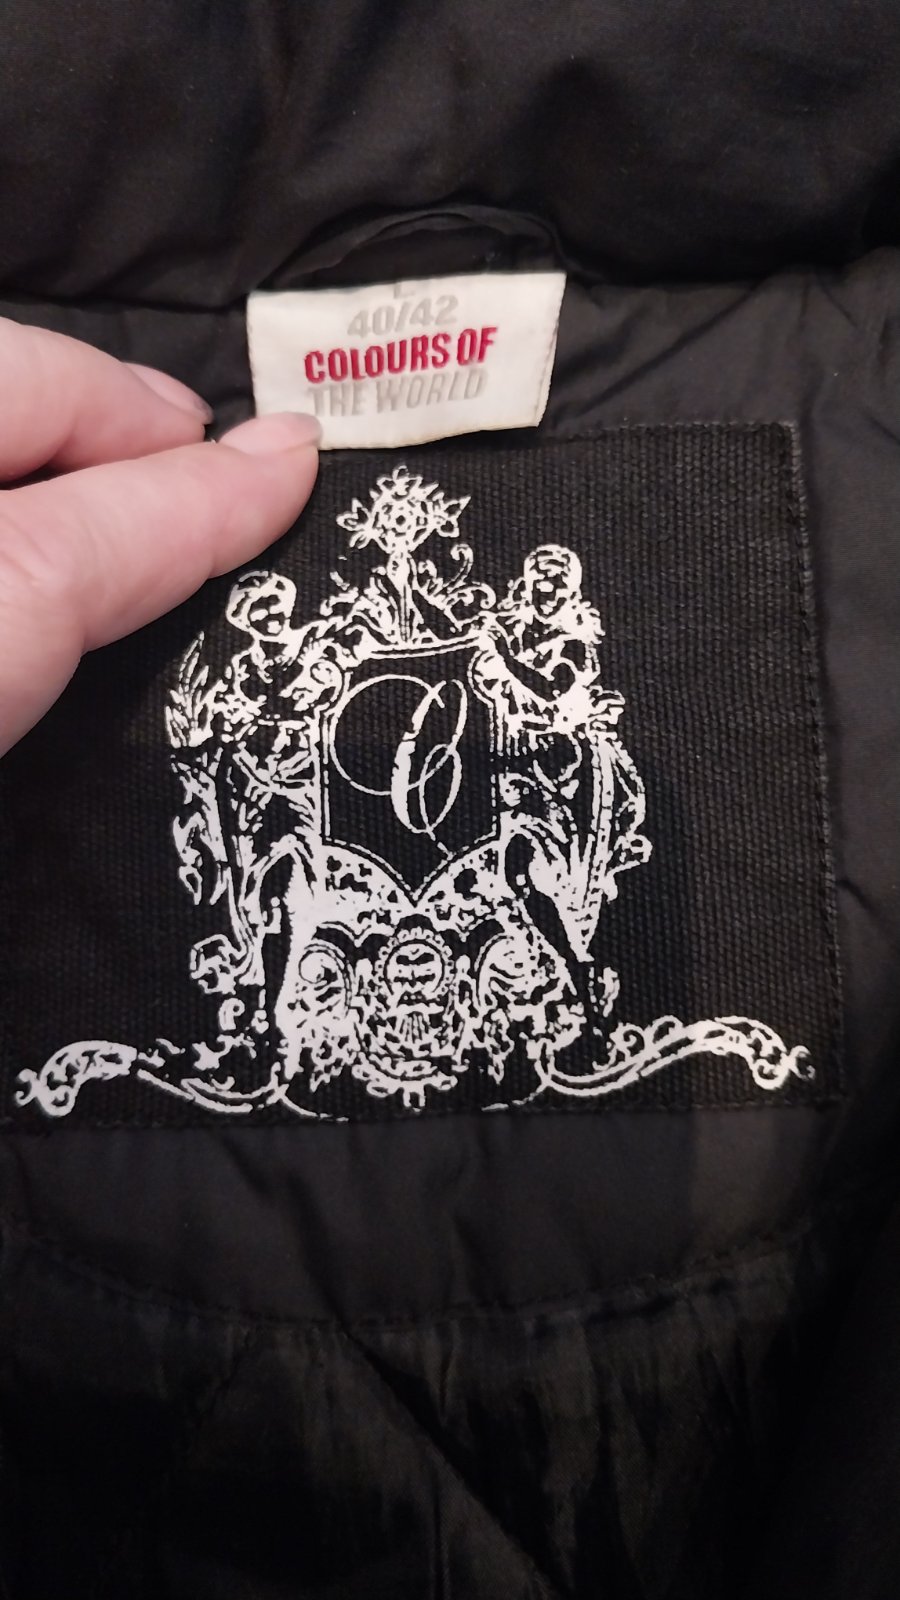 L
40/42
COLOURS OF
THE WORLD
C